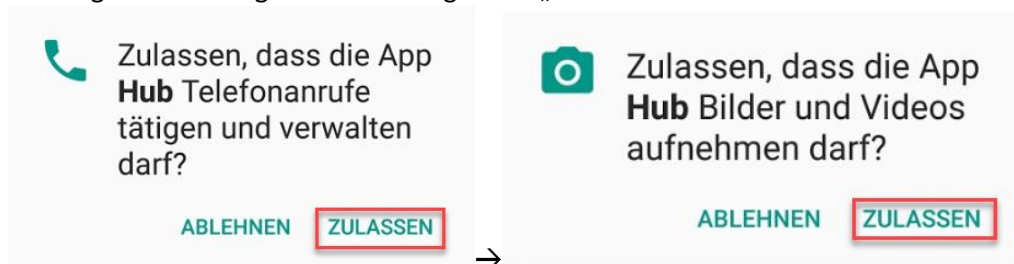 Zulassen, dass die App
Hub Telefonanrufe
tätigen und verwalten
darf?
ABLEHNEN ZULASSEN
→
Zulassen, dass die App
Hub Bilder und Videos
aufnehmen darf?
ABLEHNEN ZULASSEN